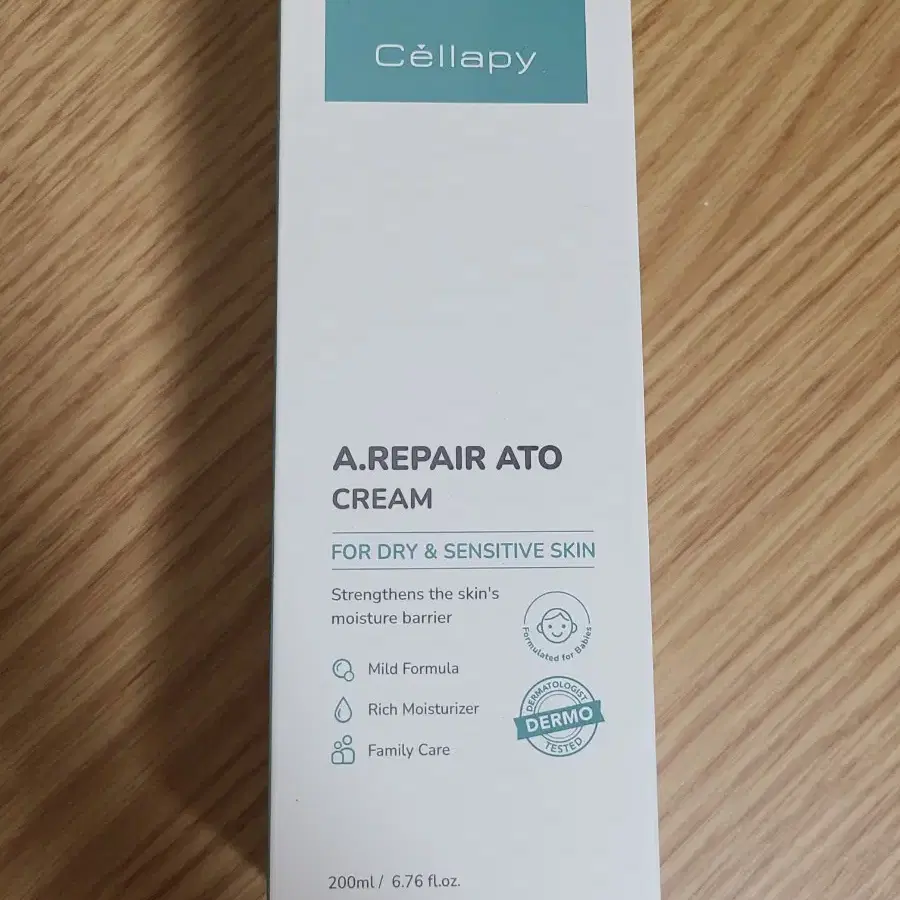 Cĕllapy
A.REPAIR ATO
CREAM
FOR DRY & SENSITIVE SKIN
Strengthens the skin's
moisture barrier
Formulated for Babies
Mild Formula
Rich Moisturizer
Family Care
DERMATOLOGIST
DERMO
TESTED
200ml / 6.76 fl.oz.